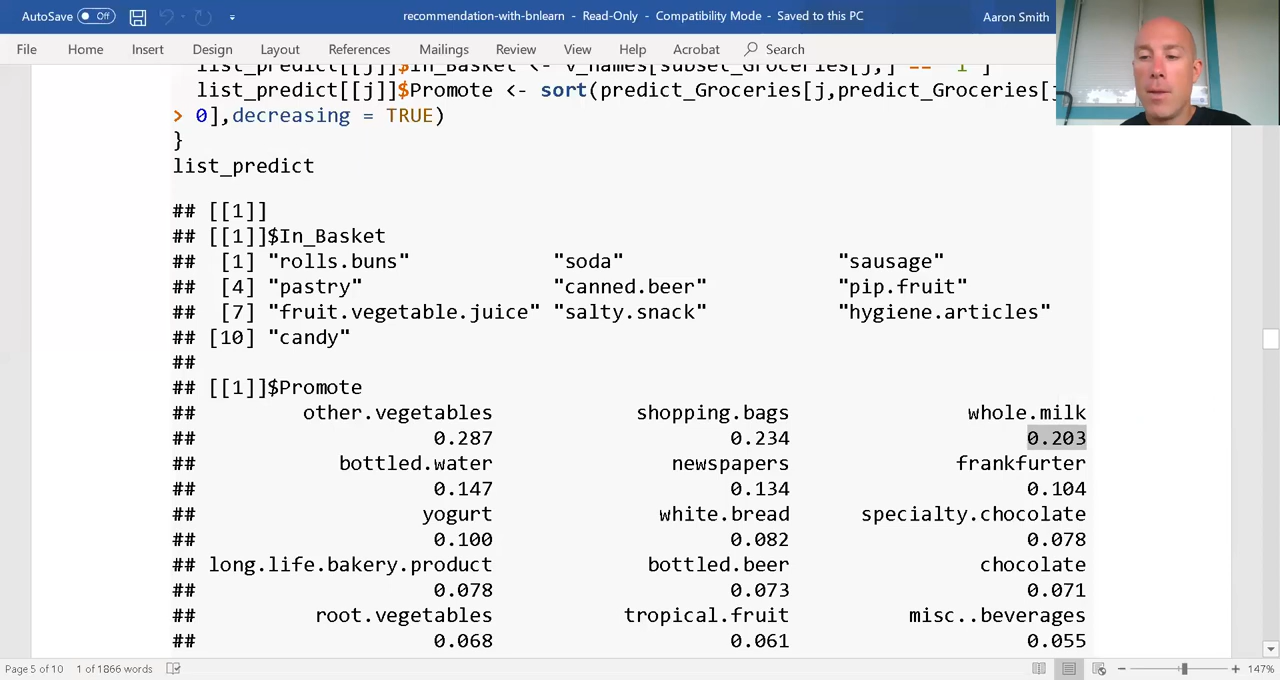 AutoSave Off recommendation-with-bnlearn - Read-Only - Compatibility Mode - Saved to this PC Aaron Smith
File Home Insert Design Layout References Mailings Review View Help Acrobat Search
list_predict[[j]]$In_Basket <- v_names[subset_Groceries[j,] == "1"]
list_predict[[j]]$Promote <- sort(predict_Groceries[j,predict_Groceries[j
> 0],decreasing = TRUE)
}
list_predict
## [[1]]
## [[1]]$In_Basket
## [1] "rolls.buns" "soda" "sausage"
## [4] "pastry" "canned.beer" "pip.fruit"
## [7] "fruit.vegetable.juice" "salty.snack" "hygiene.articles"
## [10] "candy"
##
## [[1]]$Promote
## other.vegetables shopping.bags whole.milk
## 0.287 0.234 0.203
## bottled.water newspapers frankfurter
## 0.147 0.134 0.104
## yogurt white.bread specialty.chocolate
## 0.100 0.082 0.078
## long.life.bakery.product bottled.beer chocolate
## 0.078 0.073 0.071
## root.vegetables tropical.fruit misc..beverages
## 0.068 0.061 0.055
Page 5 of 10 1 of 1866 words 147%